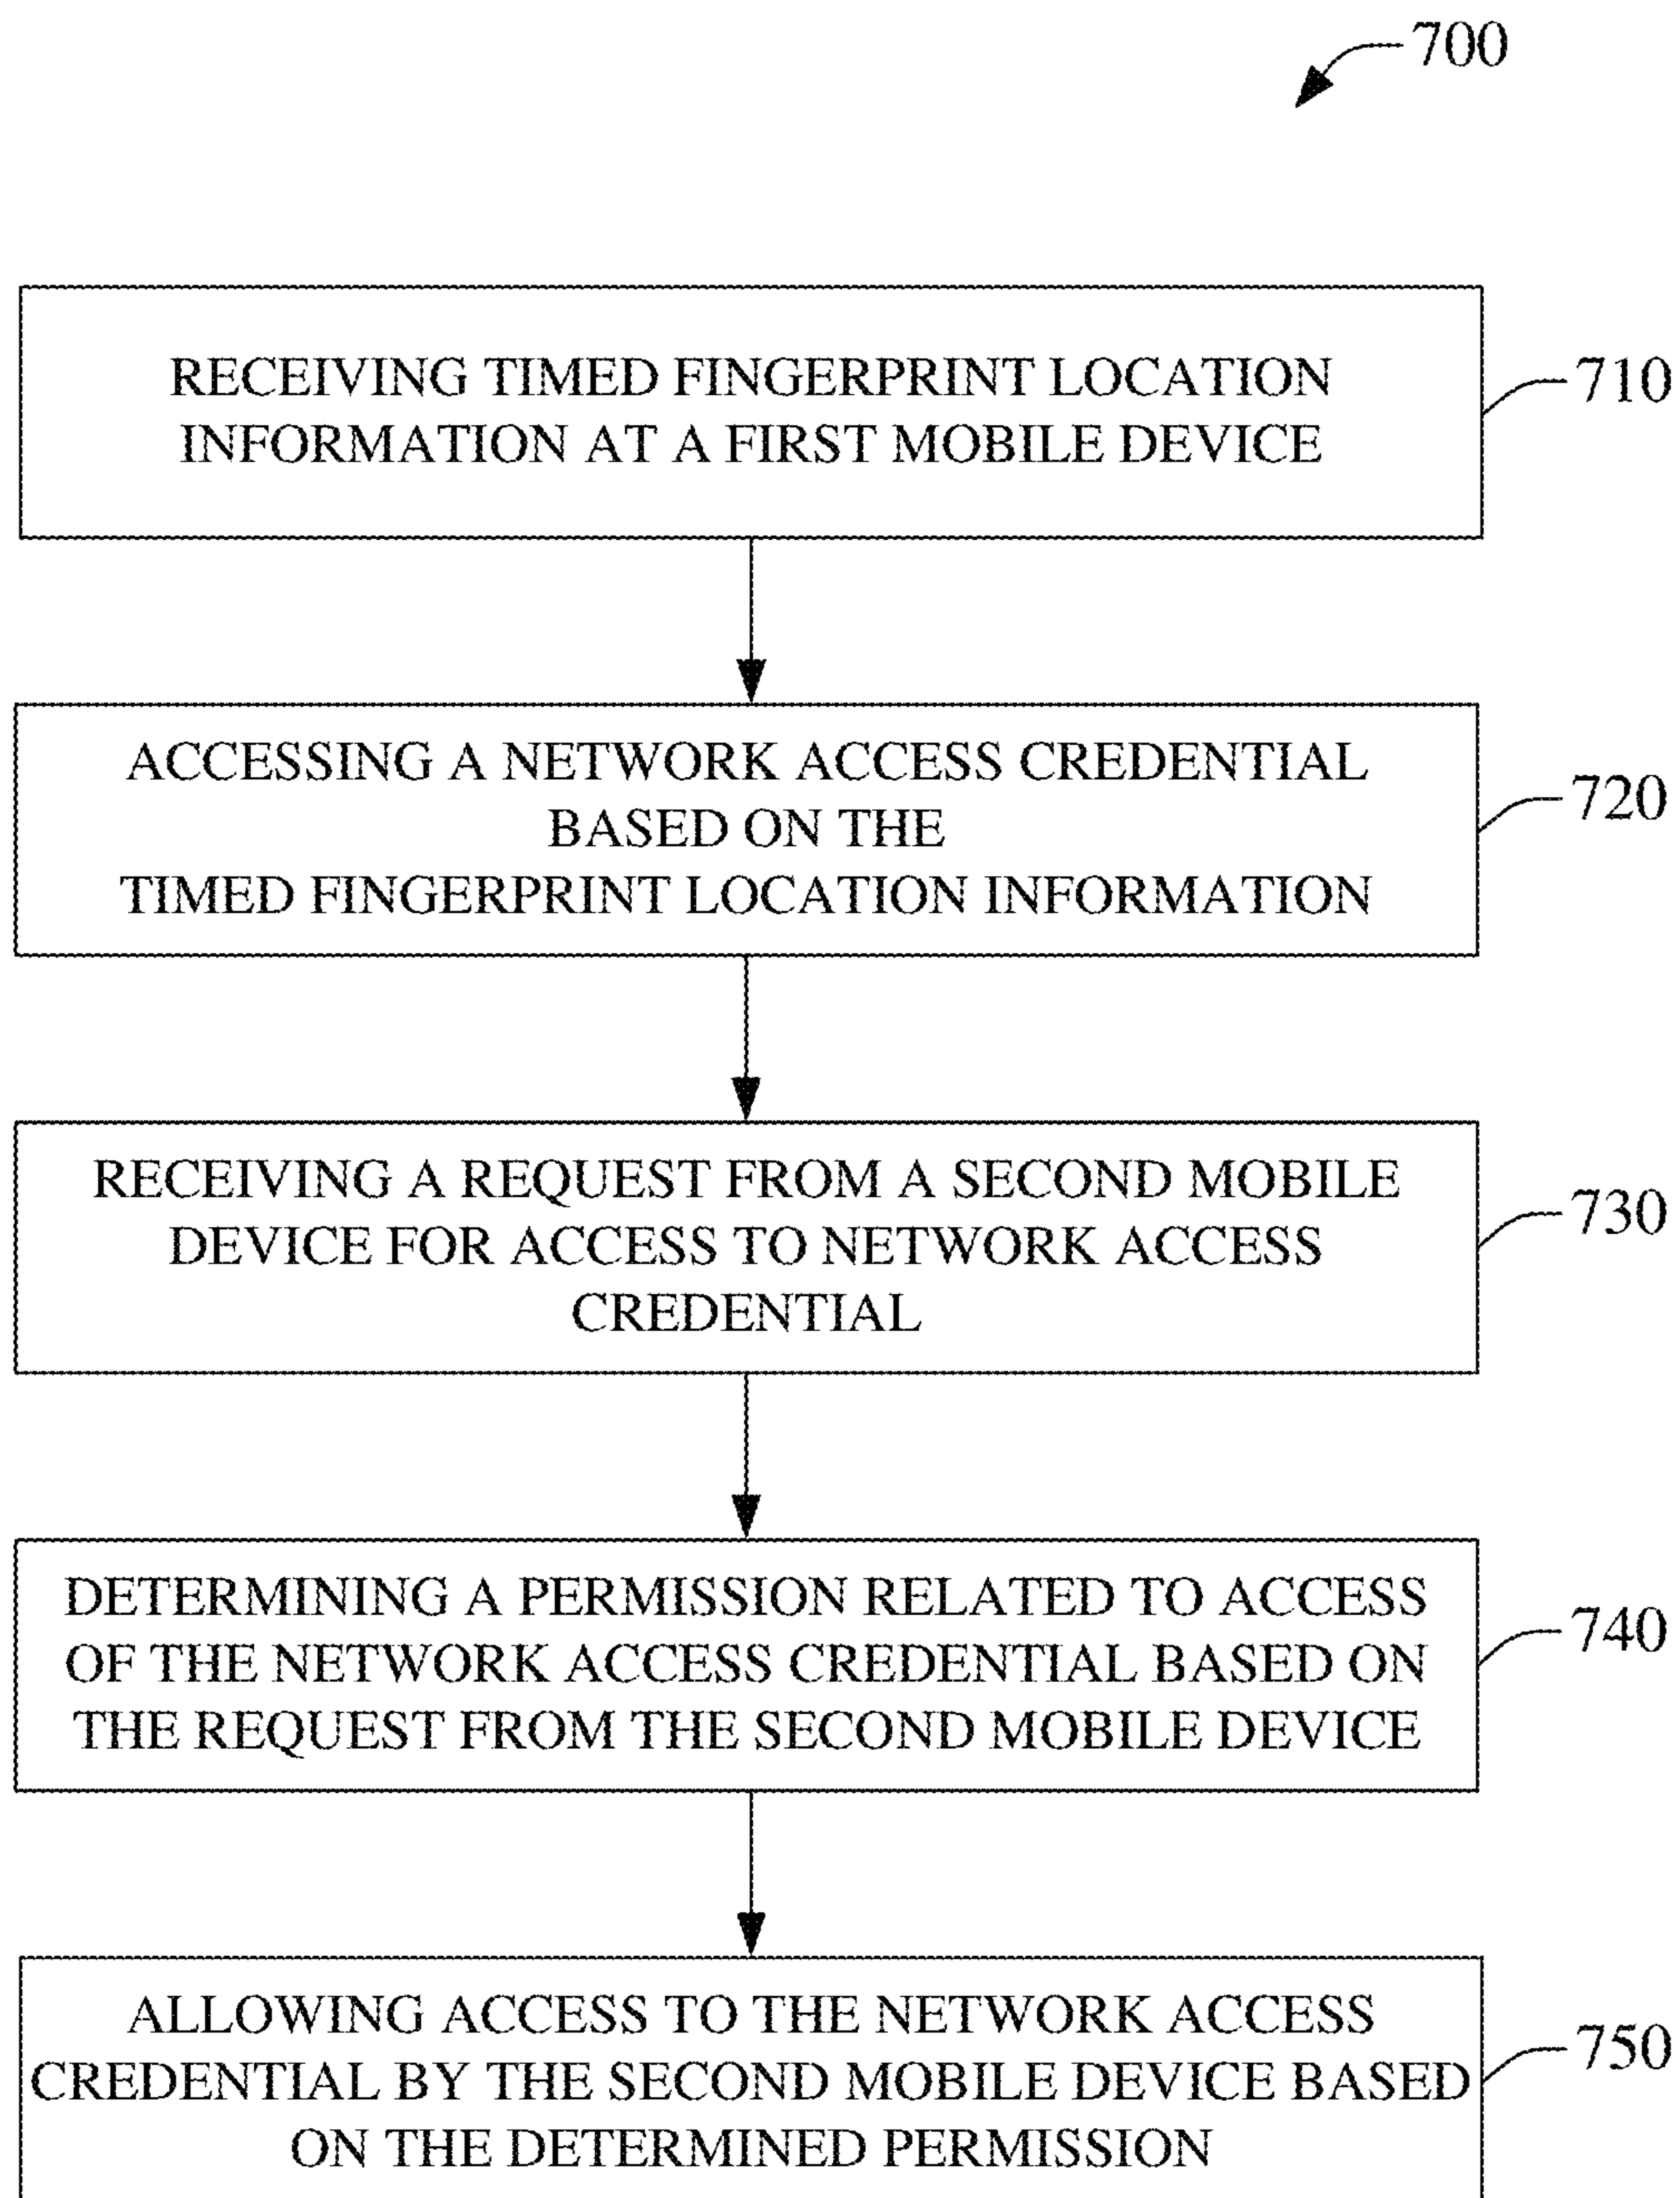 700
RECEIVING TIMED FINGERPRINT LOCATION
INFORMATION AT A FIRST MOBILE DEVICE
710
ACCESSING A NETWORK ACCESS CREDENTIAL
BASED ON THE
TIMED FINGERPRINT LOCATION INFORMATION
720
RECEIVING A REQUEST FROM A SECOND MOBILE
DEVICE FOR ACCESS TO NETWORK ACCESS
CREDENTIAL
730
DETERMINING A PERMISSION RELATED TO ACCESS
OF THE NETWORK ACCESS CREDENTIAL BASED ON
THE REQUEST FROM THE SECOND MOBILE DEVICE
740
ALLOWING ACCESS TO THE NETWORK ACCESS
CREDENTIAL BY THE SECOND MOBILE DEVICE BASED
ON THE DETERMINED PERMISSION
750